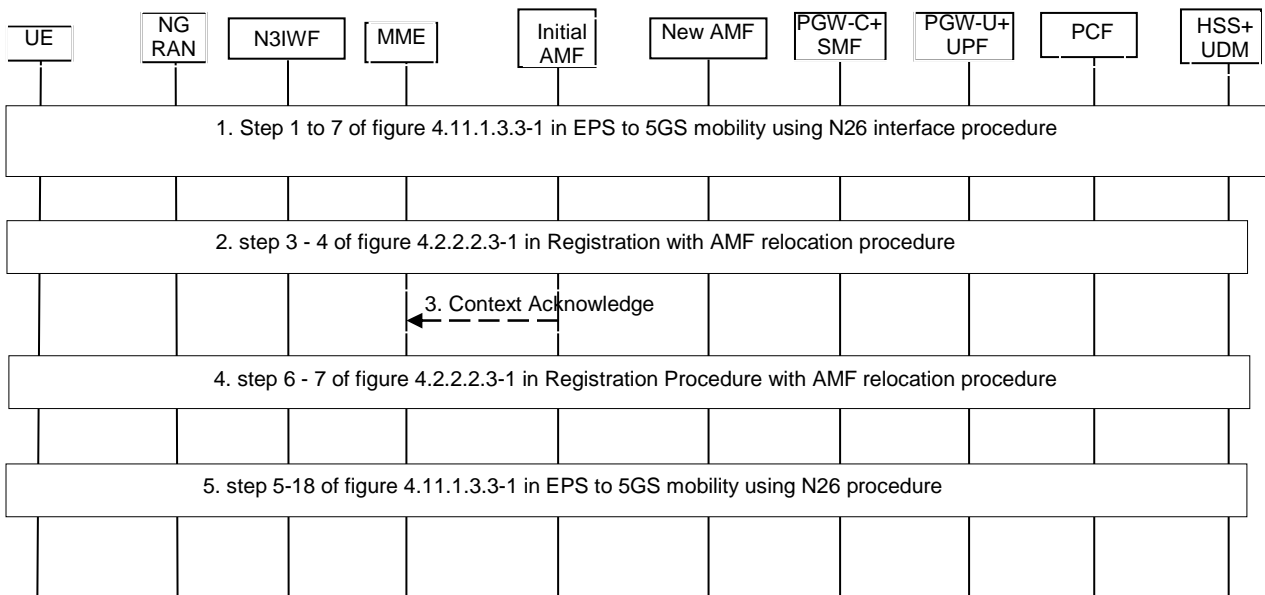 UE
NG
RAN
N3IWF
MME
Initial
AMF
New AMF
PGW-C+
SMF
PGW-U+
UPF
PCF
HSS+
UDM
1. Step 1 to 7 of figure 4.11.1.3.3-1 in EPS to 5GS mobility using N26 interface procedure
2. step 3 - 4 of figure 4.2.2.2.3-1 in Registration with AMF relocation procedure
3. Context Acknowledge
4. step 6 - 7 of figure 4.2.2.2.3-1 in Registration Procedure with AMF relocation procedure
5. step 5-18 of figure 4.11.1.3.3-1 in EPS to 5GS mobility using N26 procedure